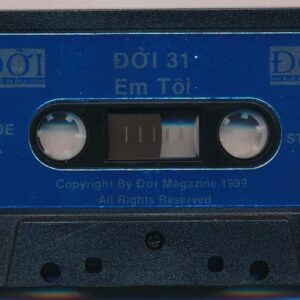 ĐỜI
ĐỜI 31
Em Tôi
Copyright By Đời Magazine.1989
All Rights Reserved